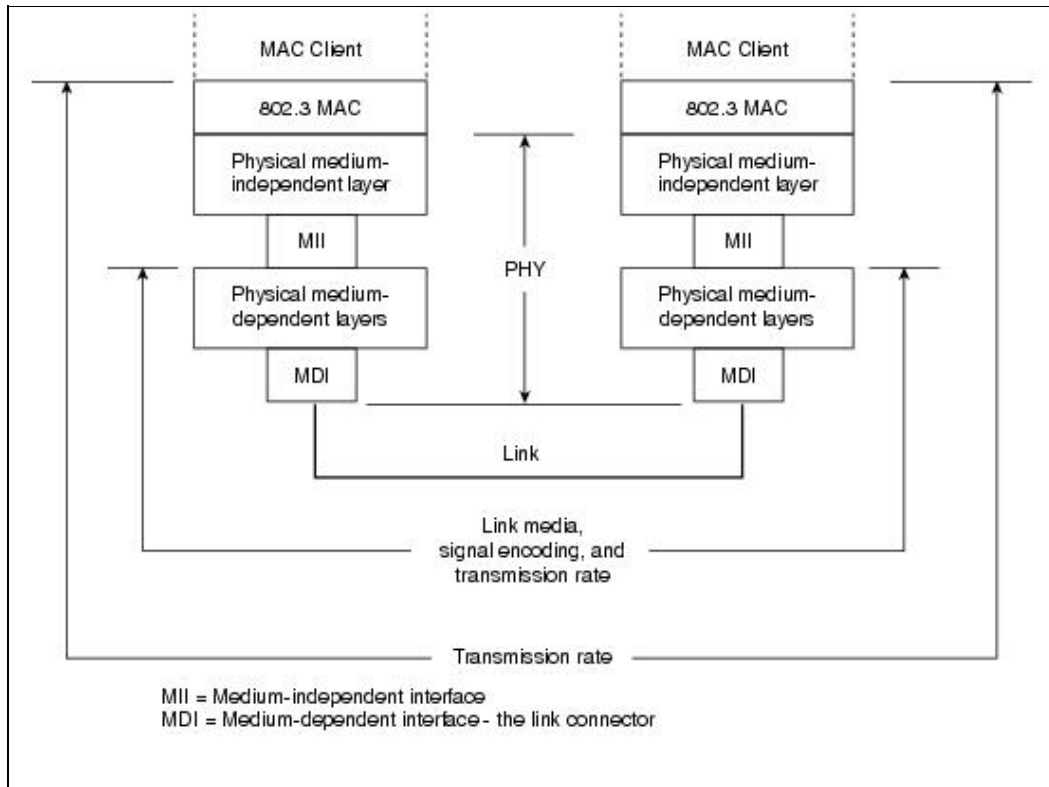 MAC Client
MAC Client
802.3 MAC
802.3 MAC
Physical medium-
independent layer
Physical medium-
independent layer
MII
MII
PHY
Physical medium-
dependent layers
Physical medium-
dependent layers
MDI
MDI
Link
Link media,
signal encoding, and
transmission rate
Transmission rate
MII = Medium-independent interface
MDI = Medium-dependent interface - the link connector